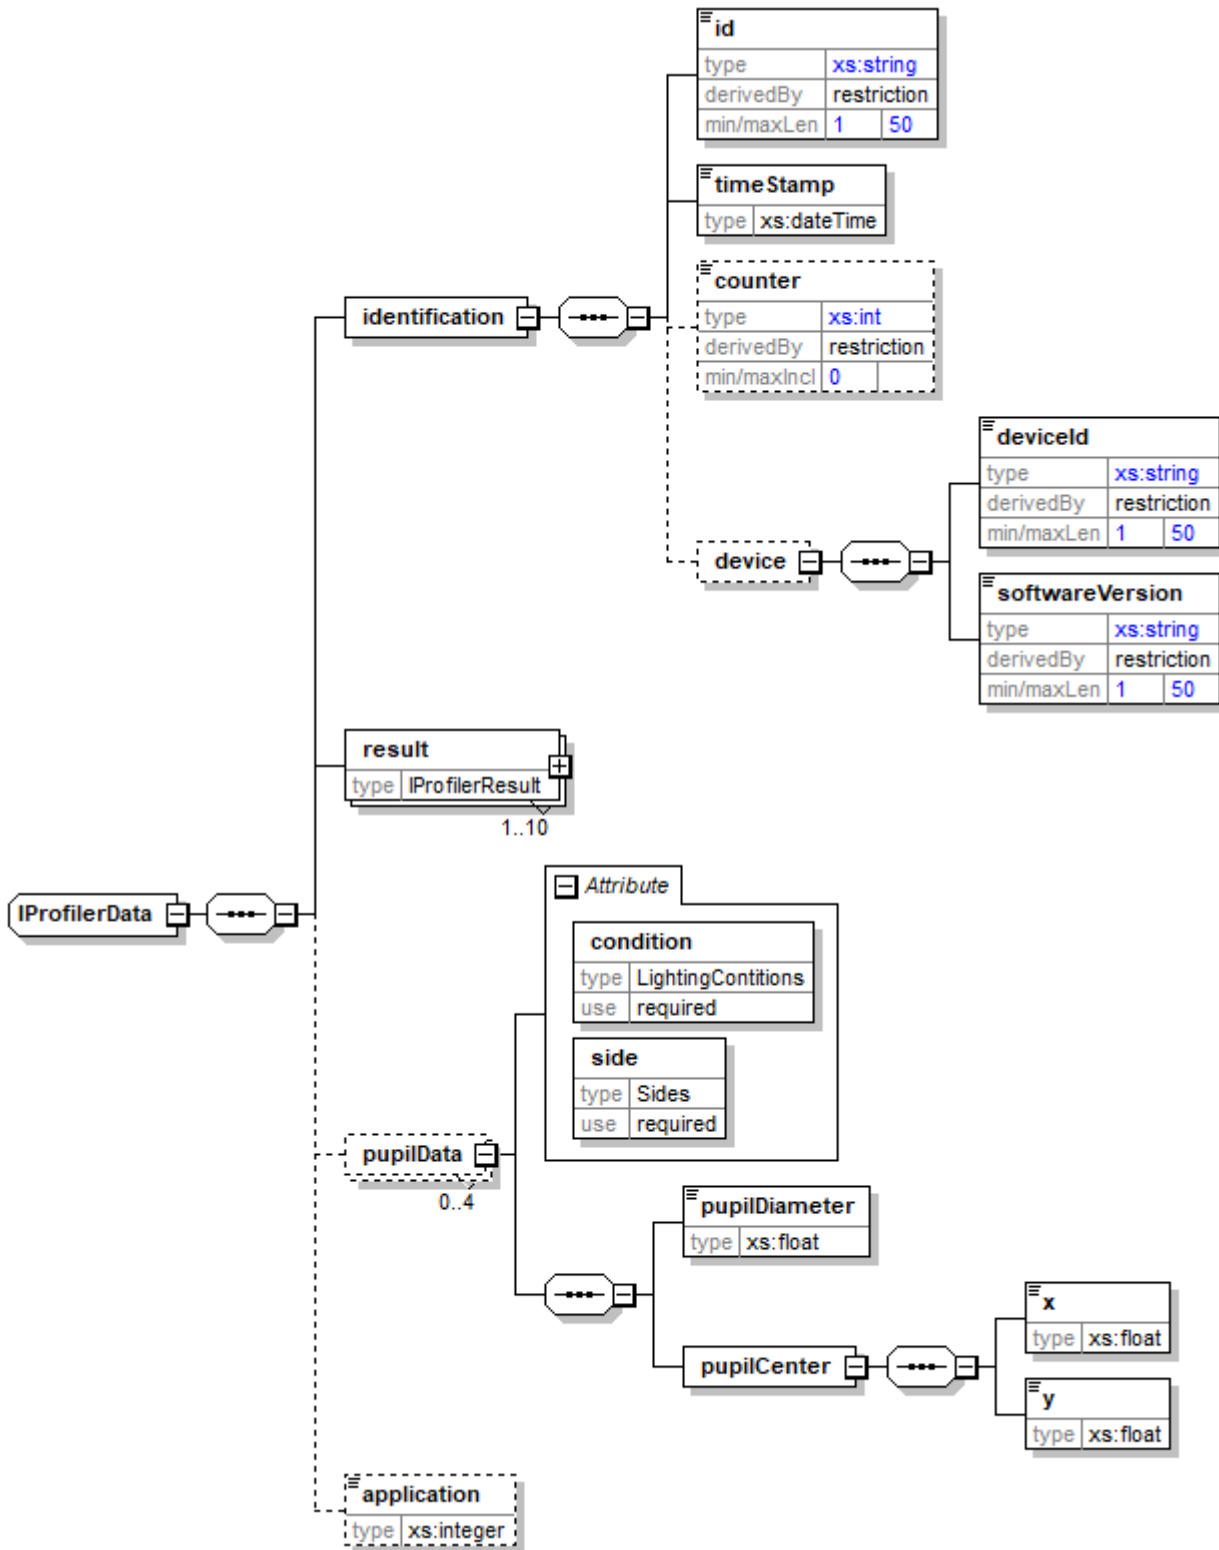 id
type xs:string
derivedBy restriction
min/maxLen 1 50
timeStamp
type xs:dateTime
counter
type xs:int
derivedBy restriction
min/maxIncl 0
identification
deviceId
type xs:string
derivedBy restriction
min/maxLen 1 50
device
softwareVersion
type xs:string
derivedBy restriction
min/maxLen 1 50
result
type IProfilerResult
1..10
IProfilerData
Attribute
condition
type LightingContitions
use required
side
type Sides
use required
pupilData
0..4
pupilDiameter
type xs:float
pupilCenter
x
type xs:float
y
type xs:float
application
type xs:integer